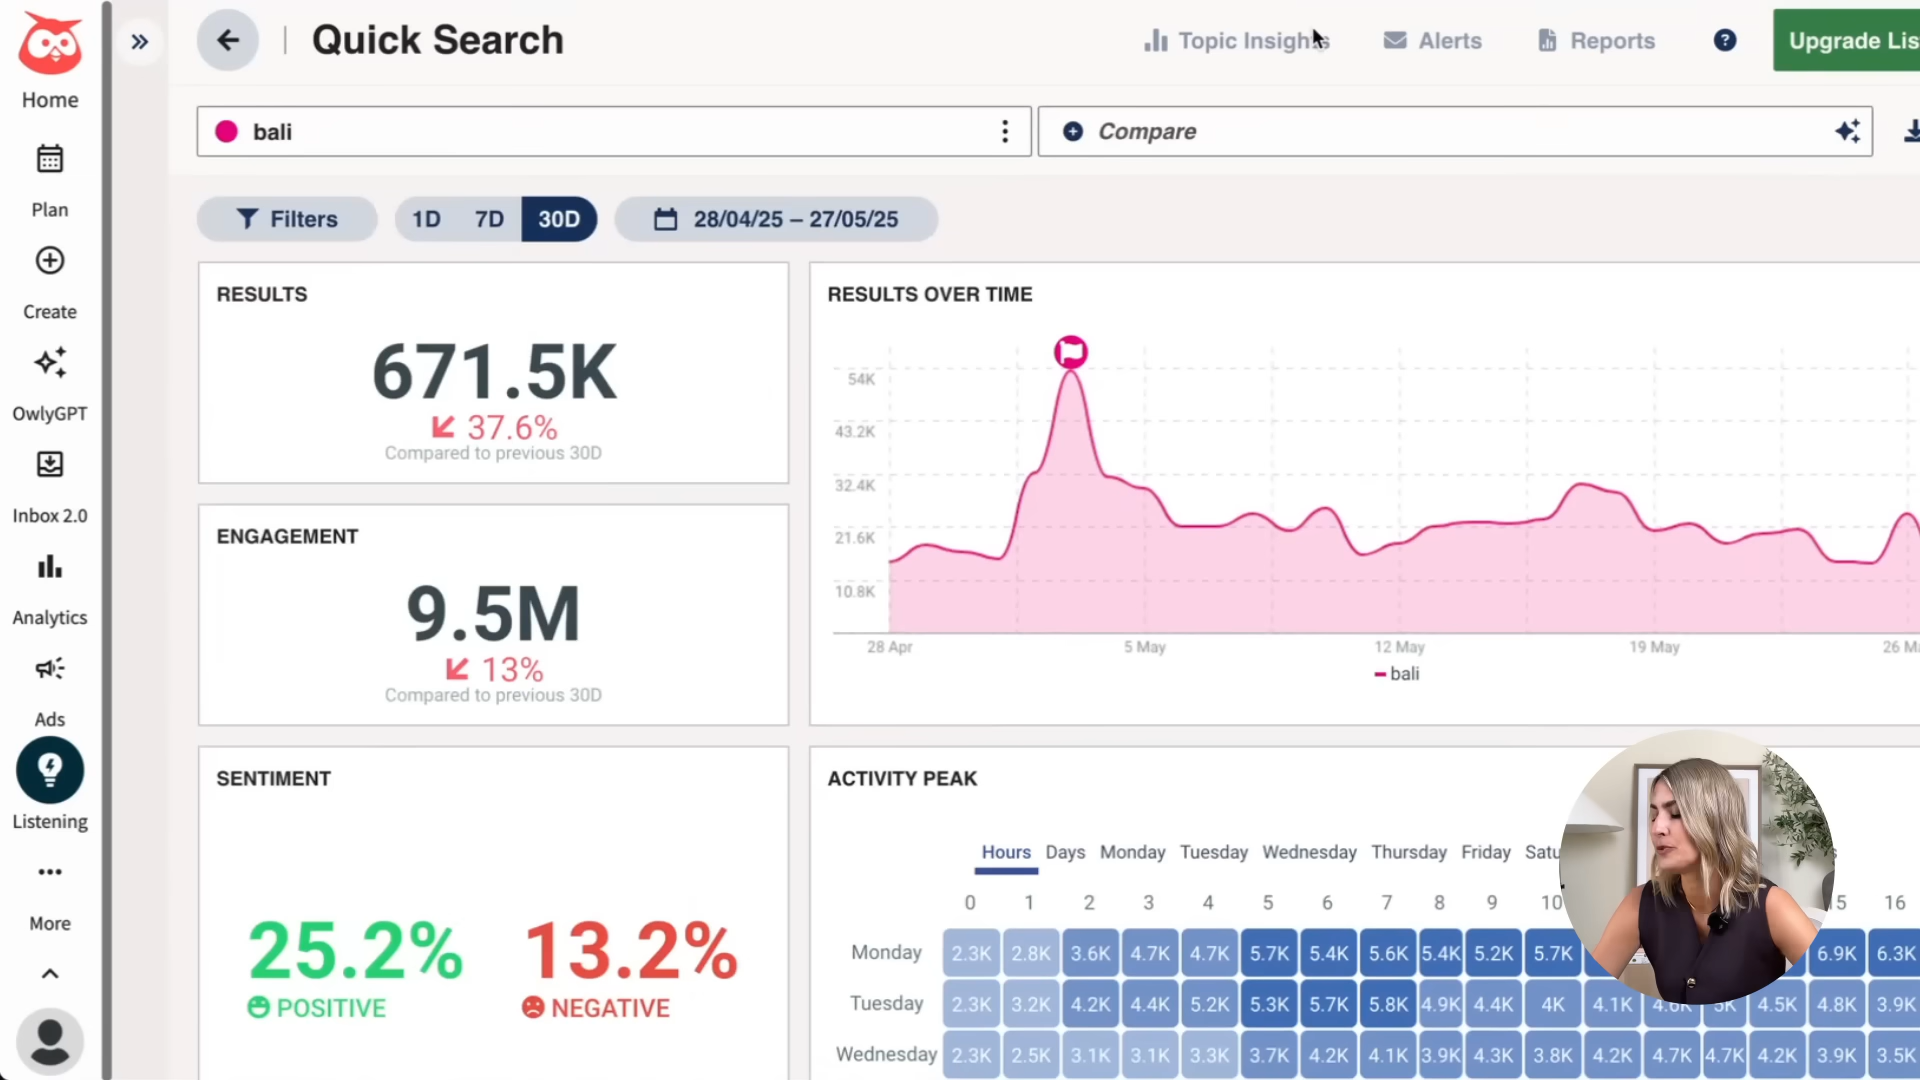 Quick Search
Topic Insights
Alerts
Reports
?
Upgrade Lis
Home
Plan
Create
OwlyGPT
Inbox 2.0
Analytics
Ads
Listening
More
bali
Compare
Filters
1D 7D 30D
28/04/25 – 27/05/25
RESULTS
671.5K
37.6%
Compared to previous 30D
ENGAGEMENT
9.5M
13%
Compared to previous 30D
SENTIMENT
25.2%
POSITIVE
13.2%
NEGATIVE
RESULTS OVER TIME
54K
43.2K
32.4K
21.6K
10.8K
28 Apr 5 May 12 May 19 May 26 Ma
bali
ACTIVITY PEAK
Hours Days Monday Tuesday Wednesday Thursday Friday Satu
0 1 2 3 4 5 6 7 8 9 10 15 16
Monday 2.3K 2.8K 3.6K 4.7K 4.7K 5.7K 5.4K 5.6K 5.4K 5.2K 5.7K 6.9K 6.3K
Tuesday 2.3K 3.2K 4.2K 4.4K 5.2K 5.3K 5.7K 5.8K 4.9K 4.4K 4K 4.1K 4.6K 5K 4.5K 4.8K 3.9K
Wednesday 2.3K 2.5K 3.1K 3.1K 3.3K 3.7K 4.2K 4.1K 3.9K 4.3K 3.8K 4.2K 4.7K 4.7K 4.2K 3.9K 3.5K